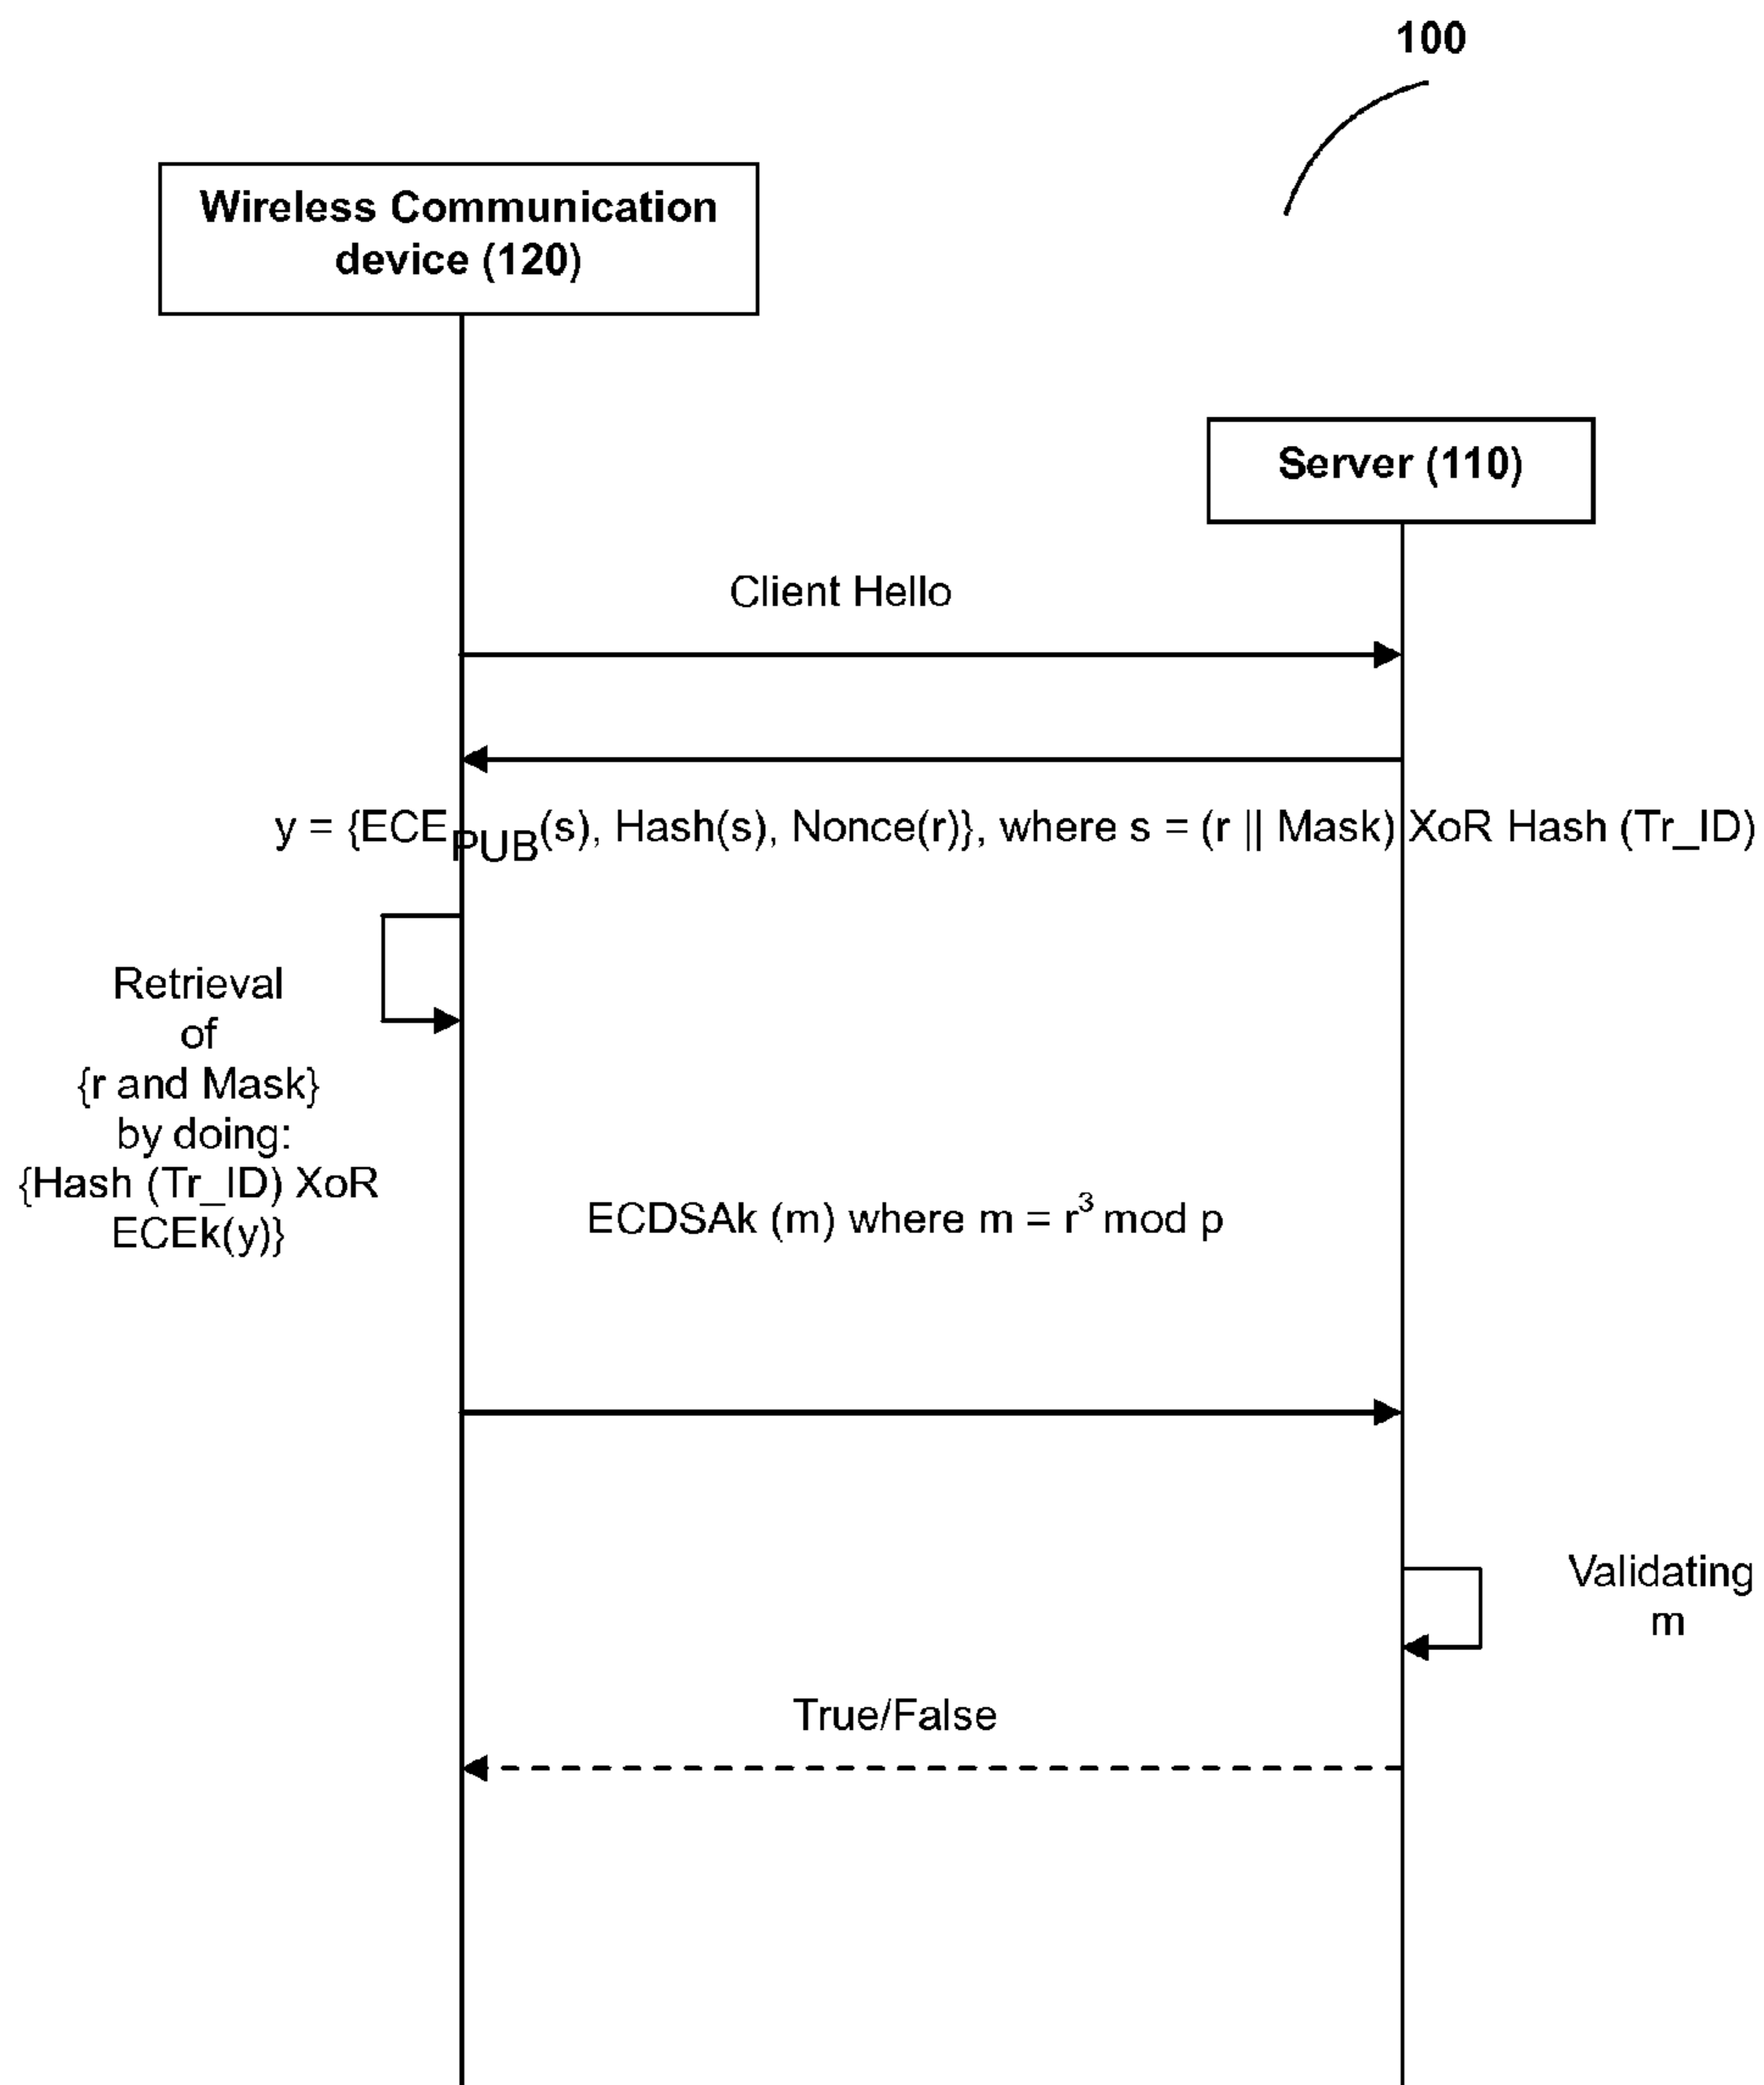 100
Wireless Communication
device (120)
Server (110)
Client Hello
y = {ECE_PUB(s), Hash(s), Nonce(r)}, where s = (r || Mask) XoR Hash (Tr_ID)
Retrieval
of
{r and Mask}
by doing:
{Hash (Tr_ID) XoR
ECEk(y)}
ECDSAk (m) where m = r³ mod p
Validating
m
True/False